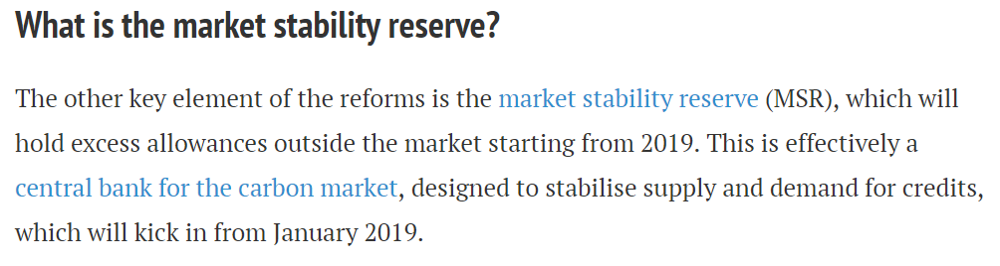 What is the market stability reserve?
The other key element of the reforms is the market stability reserve (MSR), which will
hold excess allowances outside the market starting from 2019. This is effectively a
central bank for the carbon market, designed to stabilise supply and demand for credits,
which will kick in from January 2019.